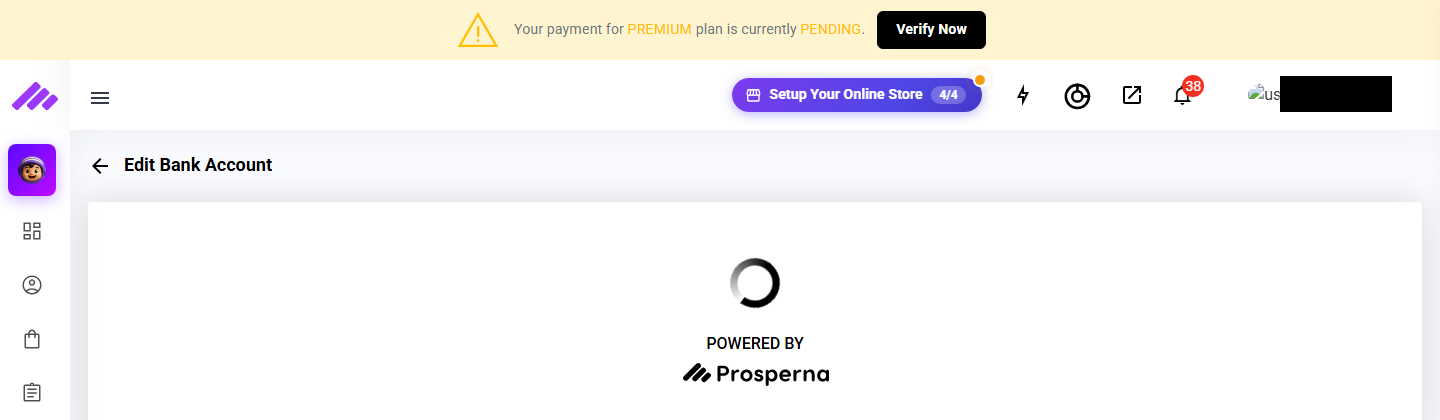 Your payment for PREMIUM plan is currently PENDING. Verify Now
Setup Your Online Store 4/4
38
us
Edit Bank Account
POWERED BY
Prosperna